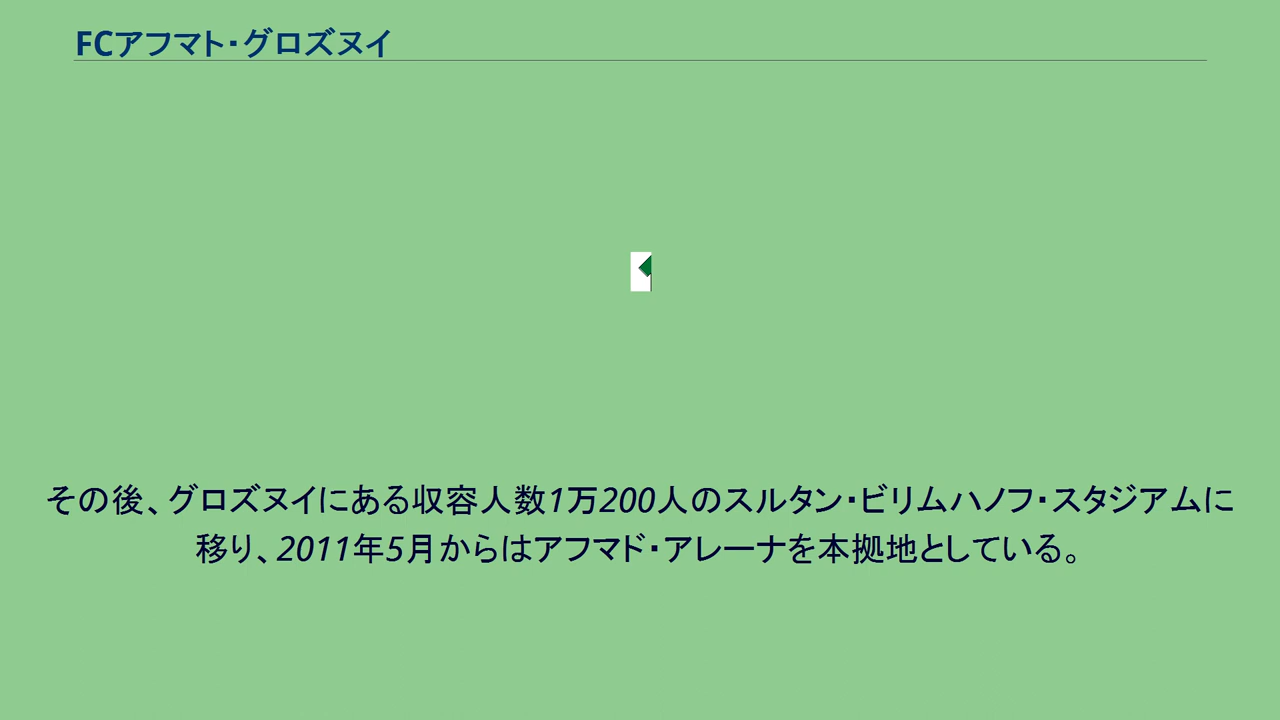 FCアフマト・グロズヌイ
その後、グロズヌイにある収容人数1万200人のスルタン・ビリムハノフ・スタジアムに
移り、2011年5月からはアフマド・アレーナを本拠地としている。